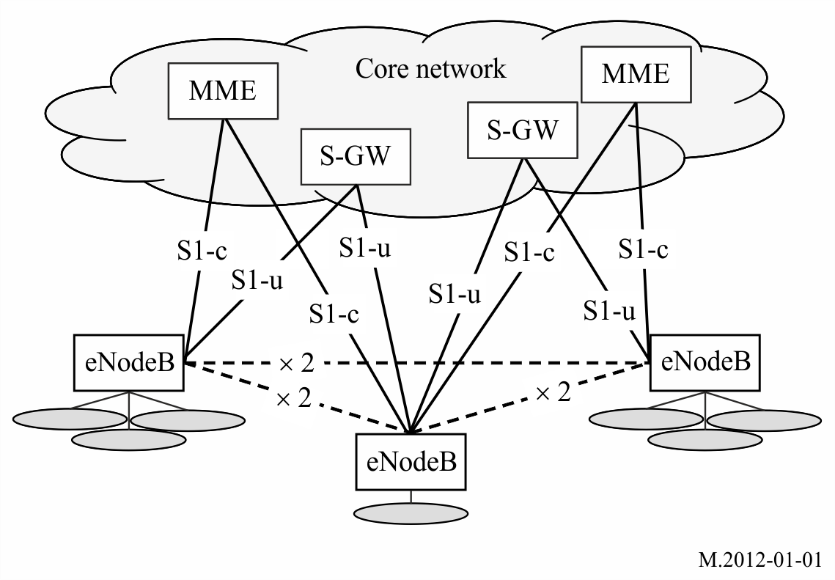 Core network
MME
MME
S-GW
S-GW
S1-c
S1-u
S1-u
S1-c
S1-c
S1-u
S1-c
S1-u
eNodeB
× 2
eNodeB
× 2
× 2
eNodeB
M.2012-01-01